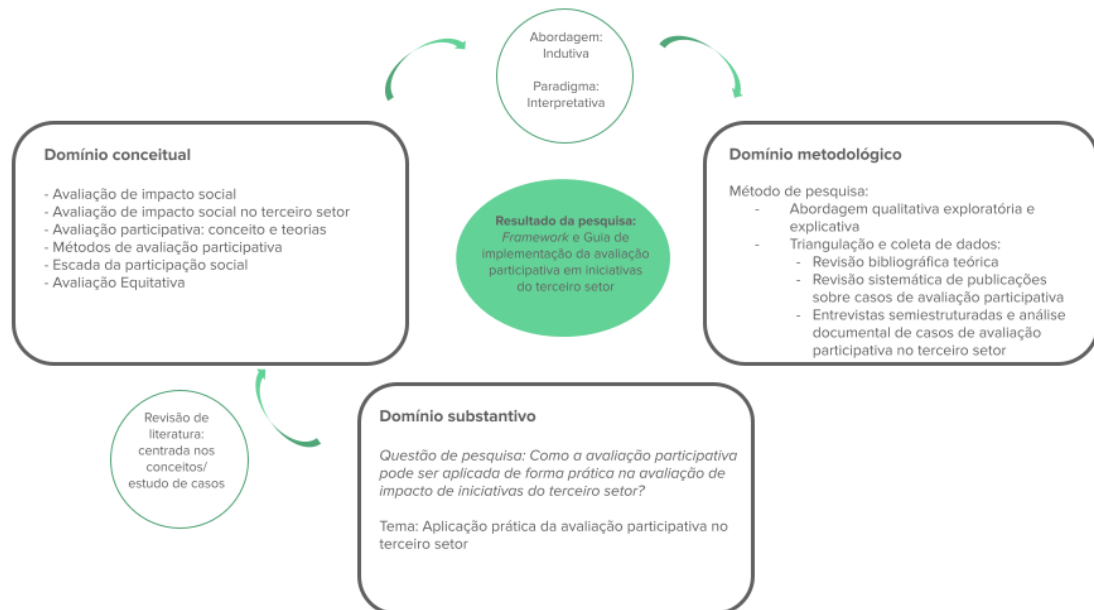 Abordagem:
Indutiva
Paradigma:
Interpretativa
Domínio conceitual
- Avaliação de impacto social
- Avaliação de impacto social no terceiro setor
- Avaliação participativa: conceito e teorias
- Métodos de avaliação participativa
- Escada da participação social
- Avaliação Equitativa
Resultado da pesquisa:
Framework e Guia de
implementação da avaliação
participativa em iniciativas
do terceiro setor
Domínio metodológico
Método de pesquisa:
- Abordagem qualitativa exploratória e
explicativa
- Triangulação e coleta de dados:
- Revisão bibliográfica teórica
- Revisão sistemática de publicações
sobre casos de avaliação participativa
- Entrevistas semiestruturadas e análise
documental de casos de avaliação
participativa no terceiro setor
Revisão de
literatura:
centrada nos
conceitos/
estudo de casos
Domínio substantivo
Questão de pesquisa: Como a avaliação participativa
pode ser aplicada de forma prática na avaliação de
impacto de iniciativas do terceiro setor?
Tema: Aplicação prática da avaliação participativa no
terceiro setor